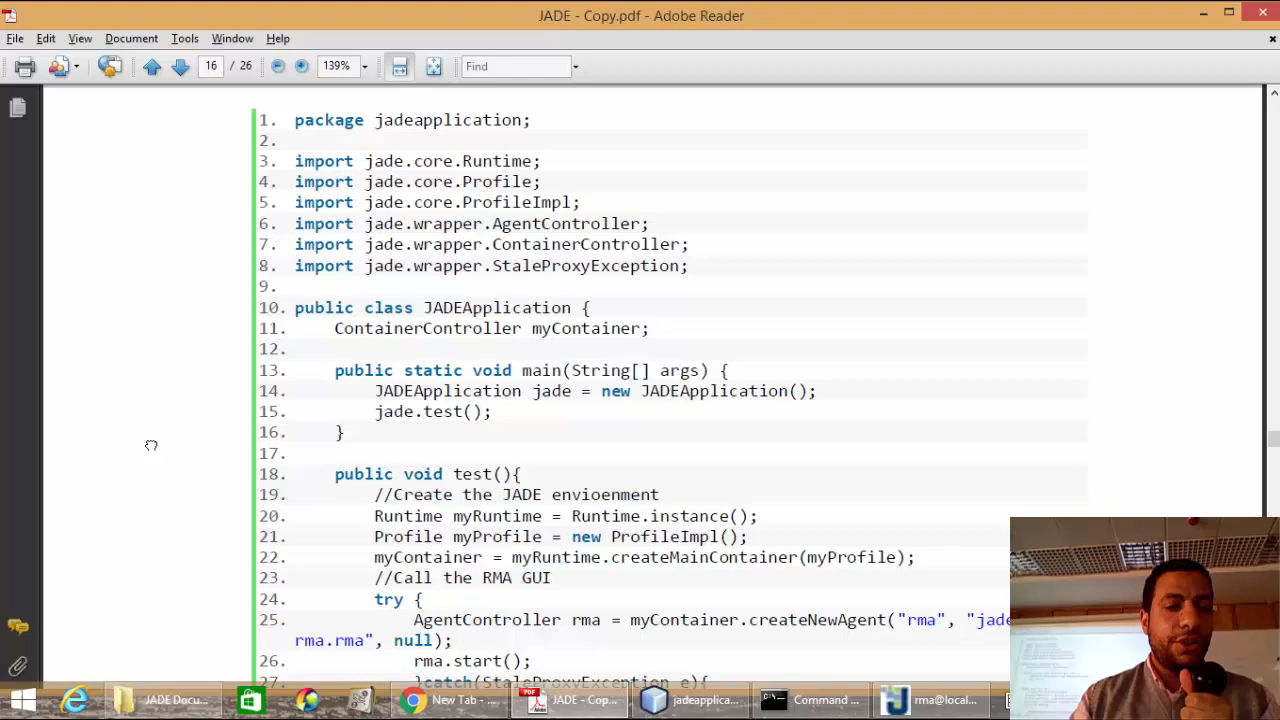 JADE - Copy.pdf - Adobe Reader
File Edit View Document Tools Window Help
16 / 26 139% Find
1. package jadeapplication;
2.
3. import jade.core.Runtime;
4. import jade.core.Profile;
5. import jade.core.ProfileImpl;
6. import jade.wrapper.AgentController;
7. import jade.wrapper.ContainerController;
8. import jade.wrapper.StaleProxyException;
9.
10. public class JADEApplication {
11. ContainerController myContainer;
12.
13. public static void main(String[] args) {
14. JADEApplication jade = new JADEApplication();
15. jade.test();
16. }
17.
18. public void test(){
19. //Create the JADE envioenment
20. Runtime myRuntime = Runtime.instance();
21. Profile myProfile = new ProfileImpl();
22. myContainer = myRuntime.createMainContainer(myProfile);
23. //Call the RMA GUI
24. try {
25. AgentController rma = myContainer.createNewAgent("rma", "jade
rma.rma", null);
26. rma.start();
27. }catch(StaleProxyException e){
JADE Docu... New Tab - ... JADE - Cop... jadeapplica... Command ... rma@local...